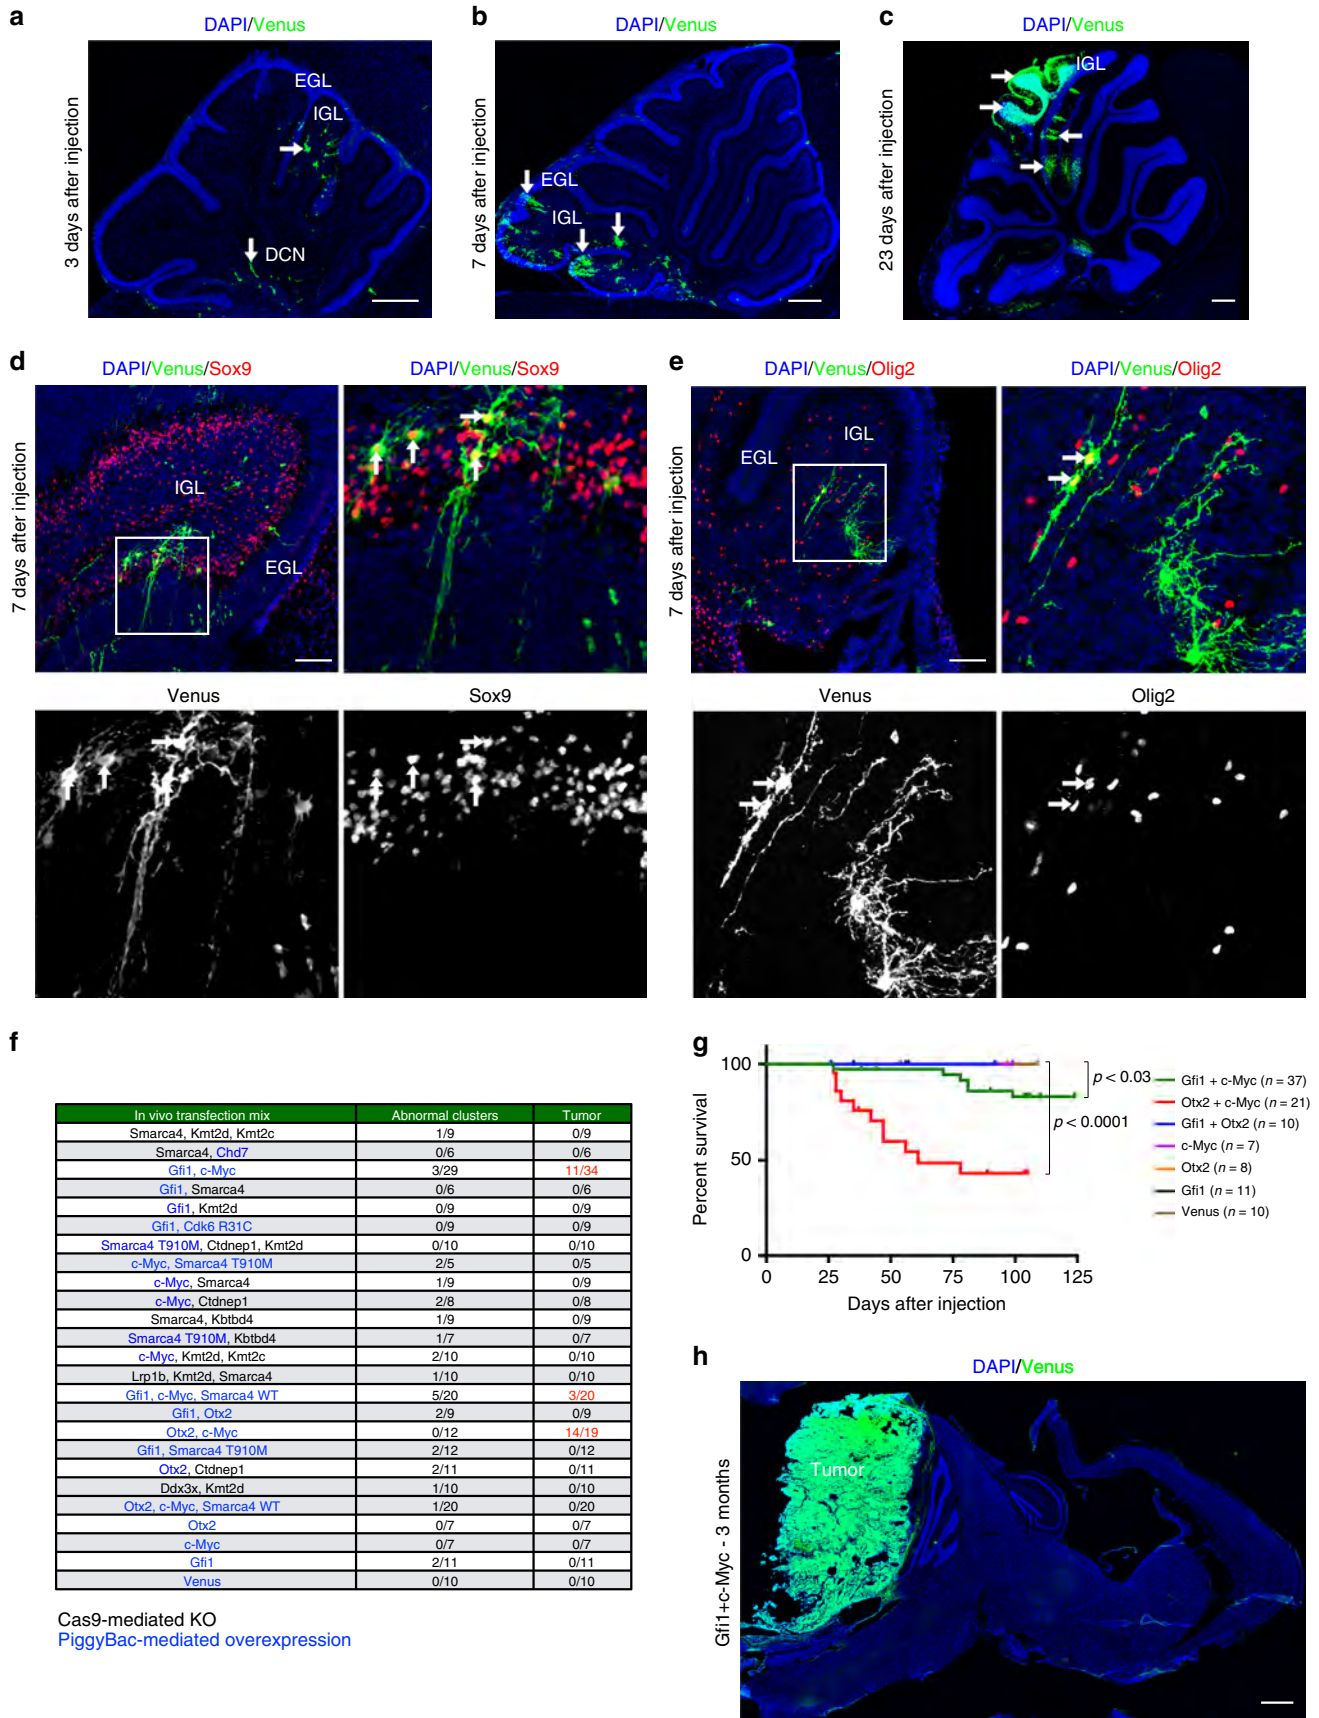 a
DAPI/Venus
3 days after injection
EGL
IGL
DCN
b
DAPI/Venus
7 days after injection
EGL
IGL
c
DAPI/Venus
23 days after injection
IGL
d
DAPI/Venus/Sox9
DAPI/Venus/Sox9
7 days after injection
IGL
EGL
Venus
Sox9
e
DAPI/Venus/Olig2
DAPI/Venus/Olig2
7 days after injection
IGL
EGL
Venus
Olig2
f
In vivo transfection mix Abnormal clusters Tumor
Smarca4, Kmt2d, Kmt2c 1/9 0/9
Smarca4, Chd7 0/6 0/6
Gfi1, c-Myc 3/29 11/34
Gfi1, Smarca4 0/6 0/6
Gfi1, Kmt2d 0/9 0/9
Gfi1, Cdk6 R31C 0/9 0/9
Smarca4 T910M, Ctdnep1, Kmt2d 0/10 0/10
c-Myc, Smarca4 T910M 2/5 0/5
c-Myc, Smarca4 1/9 0/9
c-Myc, Ctdnep1 2/8 0/8
Smarca4, Kbtbd4 1/9 0/9
Smarca4 T910M, Kbtbd4 1/7 0/7
c-Myc, Kmt2d, Kmt2c 2/10 0/10
Lrp1b, Kmt2d, Smarca4 1/10 0/10
Gfi1, c-Myc, Smarca4 WT 5/20 3/20
Gfi1, Otx2 2/9 0/9
Otx2, c-Myc 0/12 14/19
Gfi1, Smarca4 T910M 2/12 0/12
Otx2, Ctdnep1 2/11 0/11
Ddx3x, Kmt2d 1/10 0/10
Otx2, c-Myc, Smarca4 WT 1/20 0/20
Otx2 0/7 0/7
c-Myc 0/7 0/7
Gfi1 2/11 0/11
Venus 0/10 0/10
Cas9-mediated KO
PiggyBac-mediated overexpression
g
Percent survival
100
50
0
0 25 50 75 100 125
Days after injection
p < 0.03
p < 0.0001
Gfi1 + c-Myc (n = 37)
Otx2 + c-Myc (n = 21)
Gfi1 + Otx2 (n = 10)
c-Myc (n = 7)
Otx2 (n = 8)
Gfi1 (n = 11)
Venus (n = 10)
h
DAPI/Venus
Gfi1+c-Myc - 3 months
Tumor